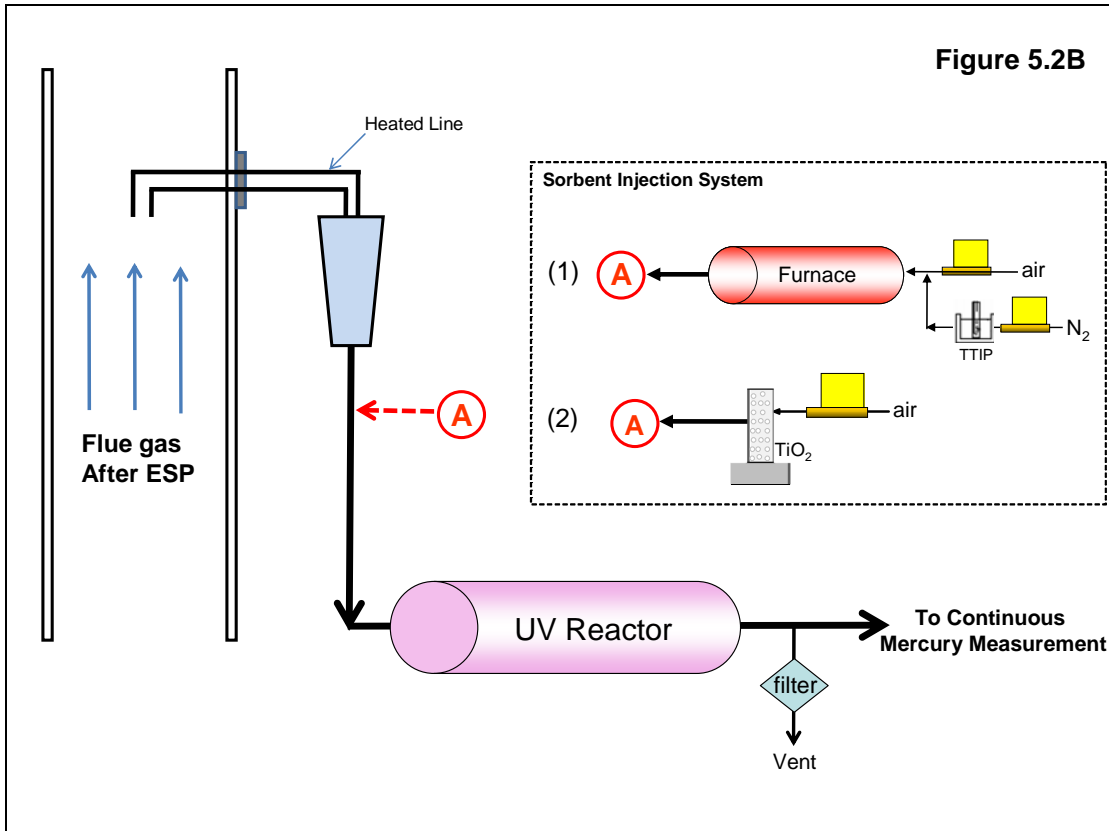 Figure 5.2B
Heated Line
Sorbent Injection System
(1)
A
Furnace
air
N2
TTIP
(2)
A
air
TiO2
A
Flue gas
After ESP
UV Reactor
To Continuous
Mercury Measurement
filter
Vent